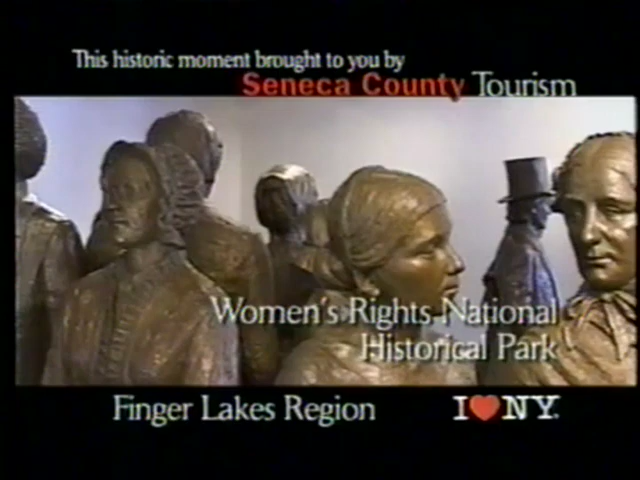 This historic moment brought to you by
Seneca County Tourism
Women's Rights National
Historical Park
Finger Lakes Region
I ❤ NY.